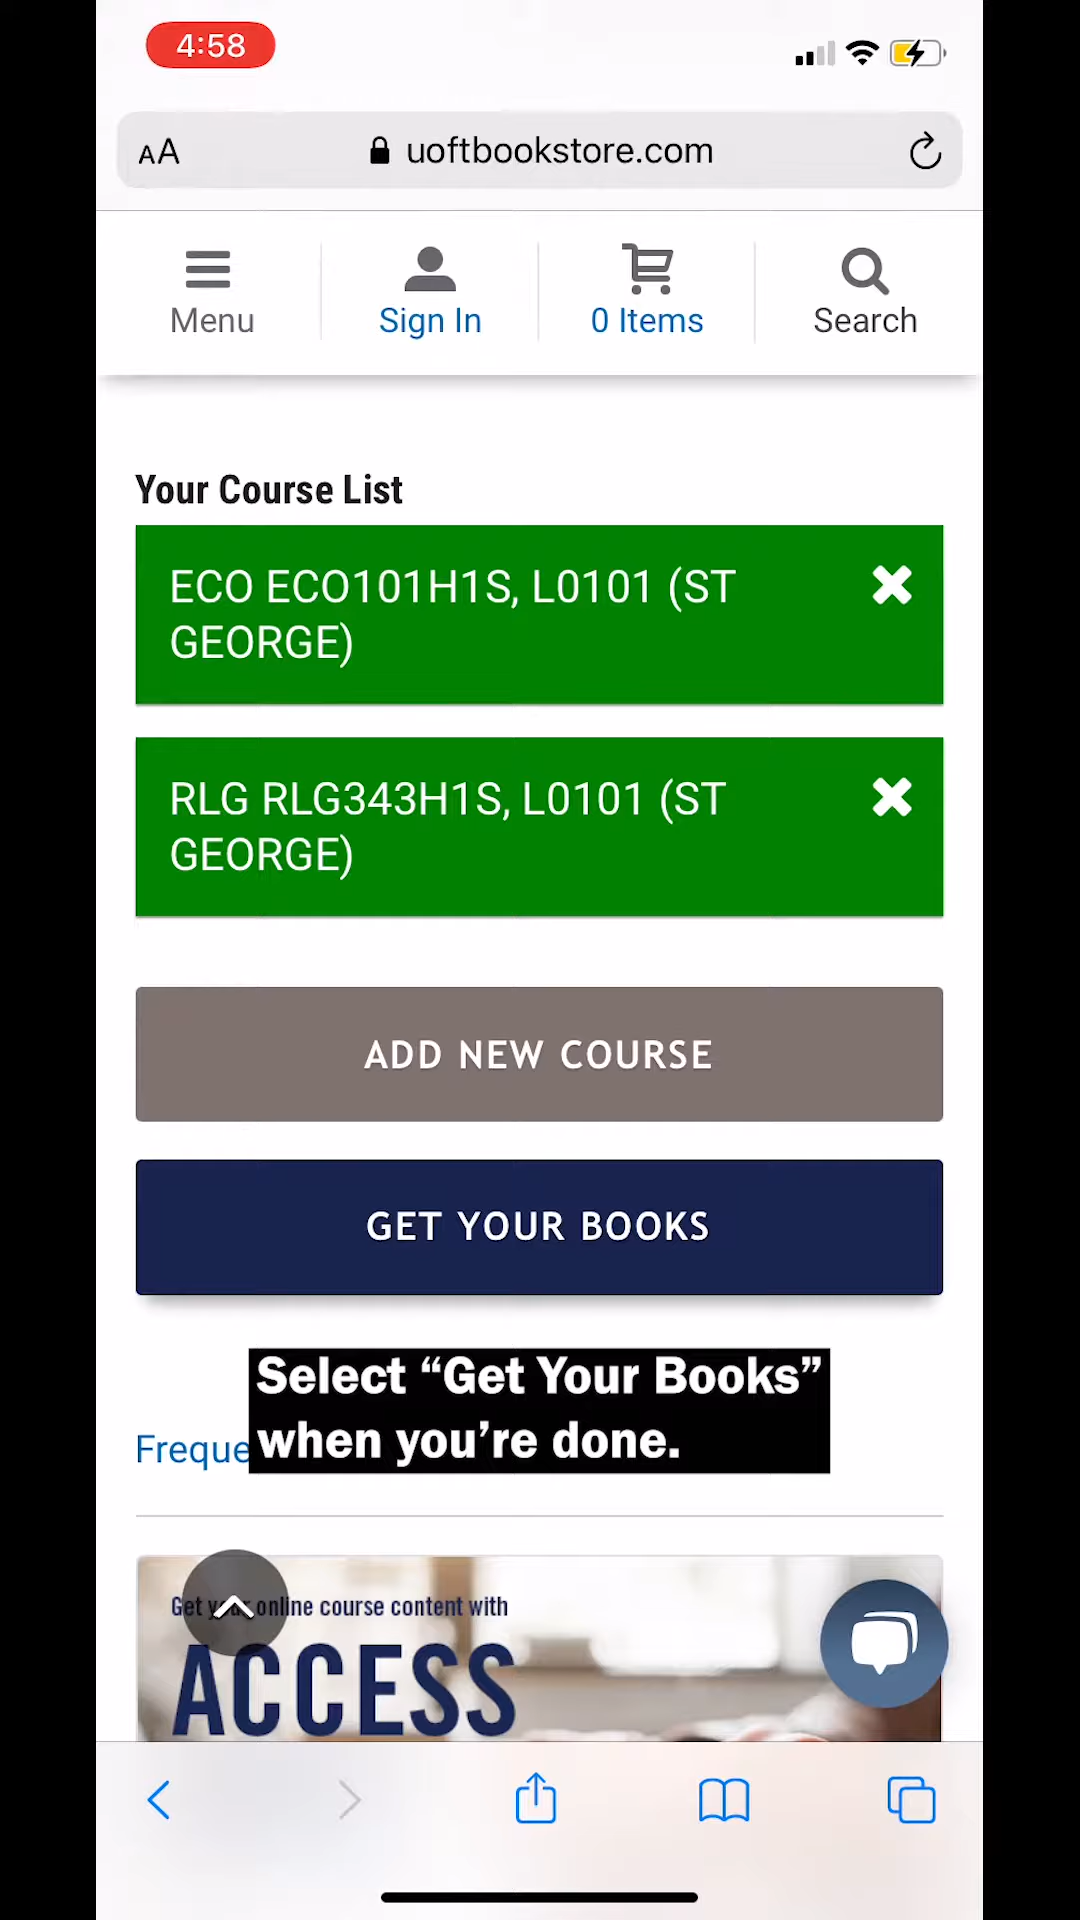 4:58
AA
uoftbookstore.com
Menu
Sign In
0 Items
Search
Your Course List
ECO ECO101H1S, L0101 (ST
GEORGE)
RLG RLG343H1S, L0101 (ST
GEORGE)
ADD NEW COURSE
GET YOUR BOOKS
Select “Get Your Books”
when you’re done.
Freque
Get your online course content with
ACCESS